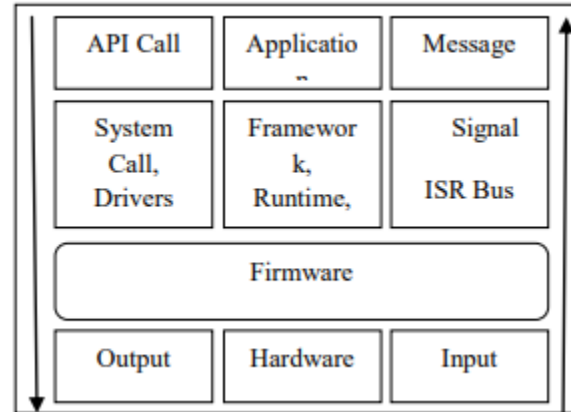 API Call
Applicatio
n
Message
System
Call,
Drivers
Framewor
k,
Runtime,
Signal
ISR Bus
Firmware
Output
Hardware
Input